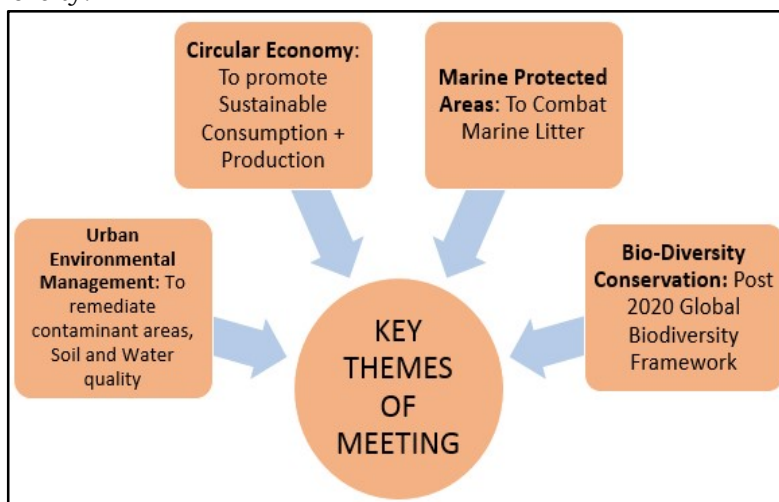 Circular Economy:
To promote
Sustainable
Consumption +
Production
Marine Protected
Areas: To Combat
Marine Litter
Urban
Environmental
Management: To
remediate
contaminant areas,
Soil and Water
quality
Bio-Diversity
Conservation: Post
2020 Global
Biodiversity
Framework
KEY
THEMES
OF
MEETING